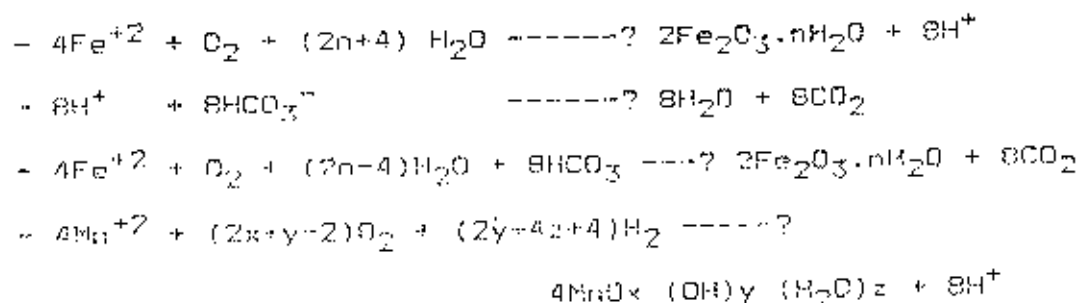 - 4Fe⁺² + O₂ + (2n+4) H₂O ------? 2Fe₂O₃.nH₂O + 8H⁺
- 8H⁺ + 8HCO₃⁻ ------? 8H₂O + 8CO₂
- 4Fe⁺² + O₂ + (2n-4)H₂O + 8HCO₃ ----? 2Fe₂O₃.nH₂O + 8CO₂
- 4Mn⁺² + (2x+y-2)O₂ + (2y+4z+4)H₂ -----?
4MnOx (OH)y (H₂O)z + 8H⁺